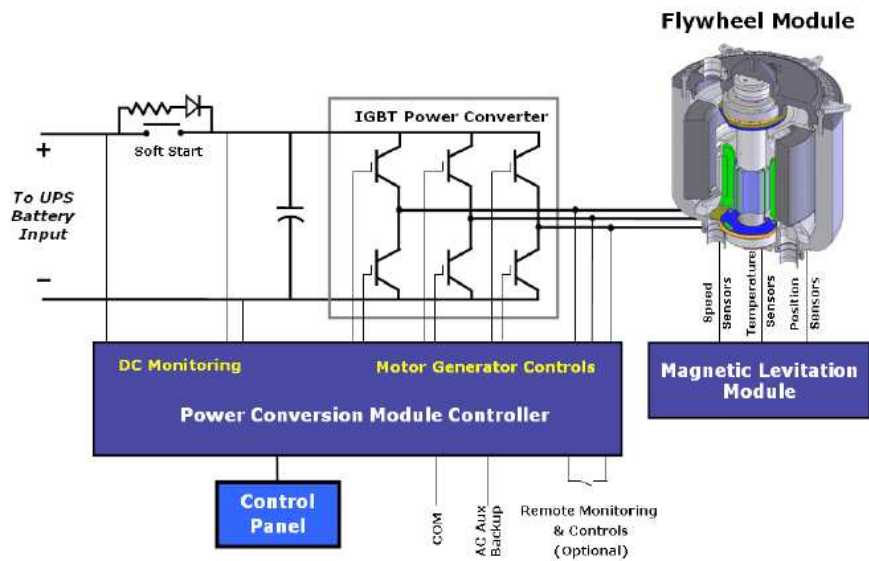 Flywheel Module
IGBT Power Converter
Soft Start
+
To UPS
Battery
Input
−
Speed
Sensors
Temperature
Sensors
Position
Sensors
DC Monitoring
Motor Generator Controls
Power Conversion Module Controller
Magnetic Levitation
Module
Control
Panel
COM
AC Aux
Backup
Remote Monitoring
& Controls
(Optional)